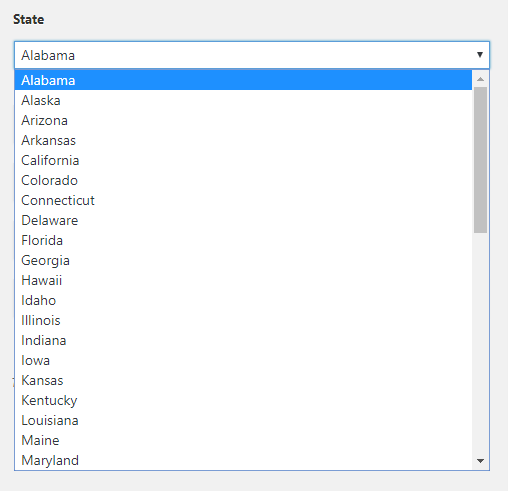 State
Alabama
Alabama
Alaska
Arizona
Arkansas
California
Colorado
Connecticut
Delaware
Florida
Georgia
Hawaii
Idaho
Illinois
Indiana
Iowa
Kansas
Kentucky
Louisiana
Maine
Maryland